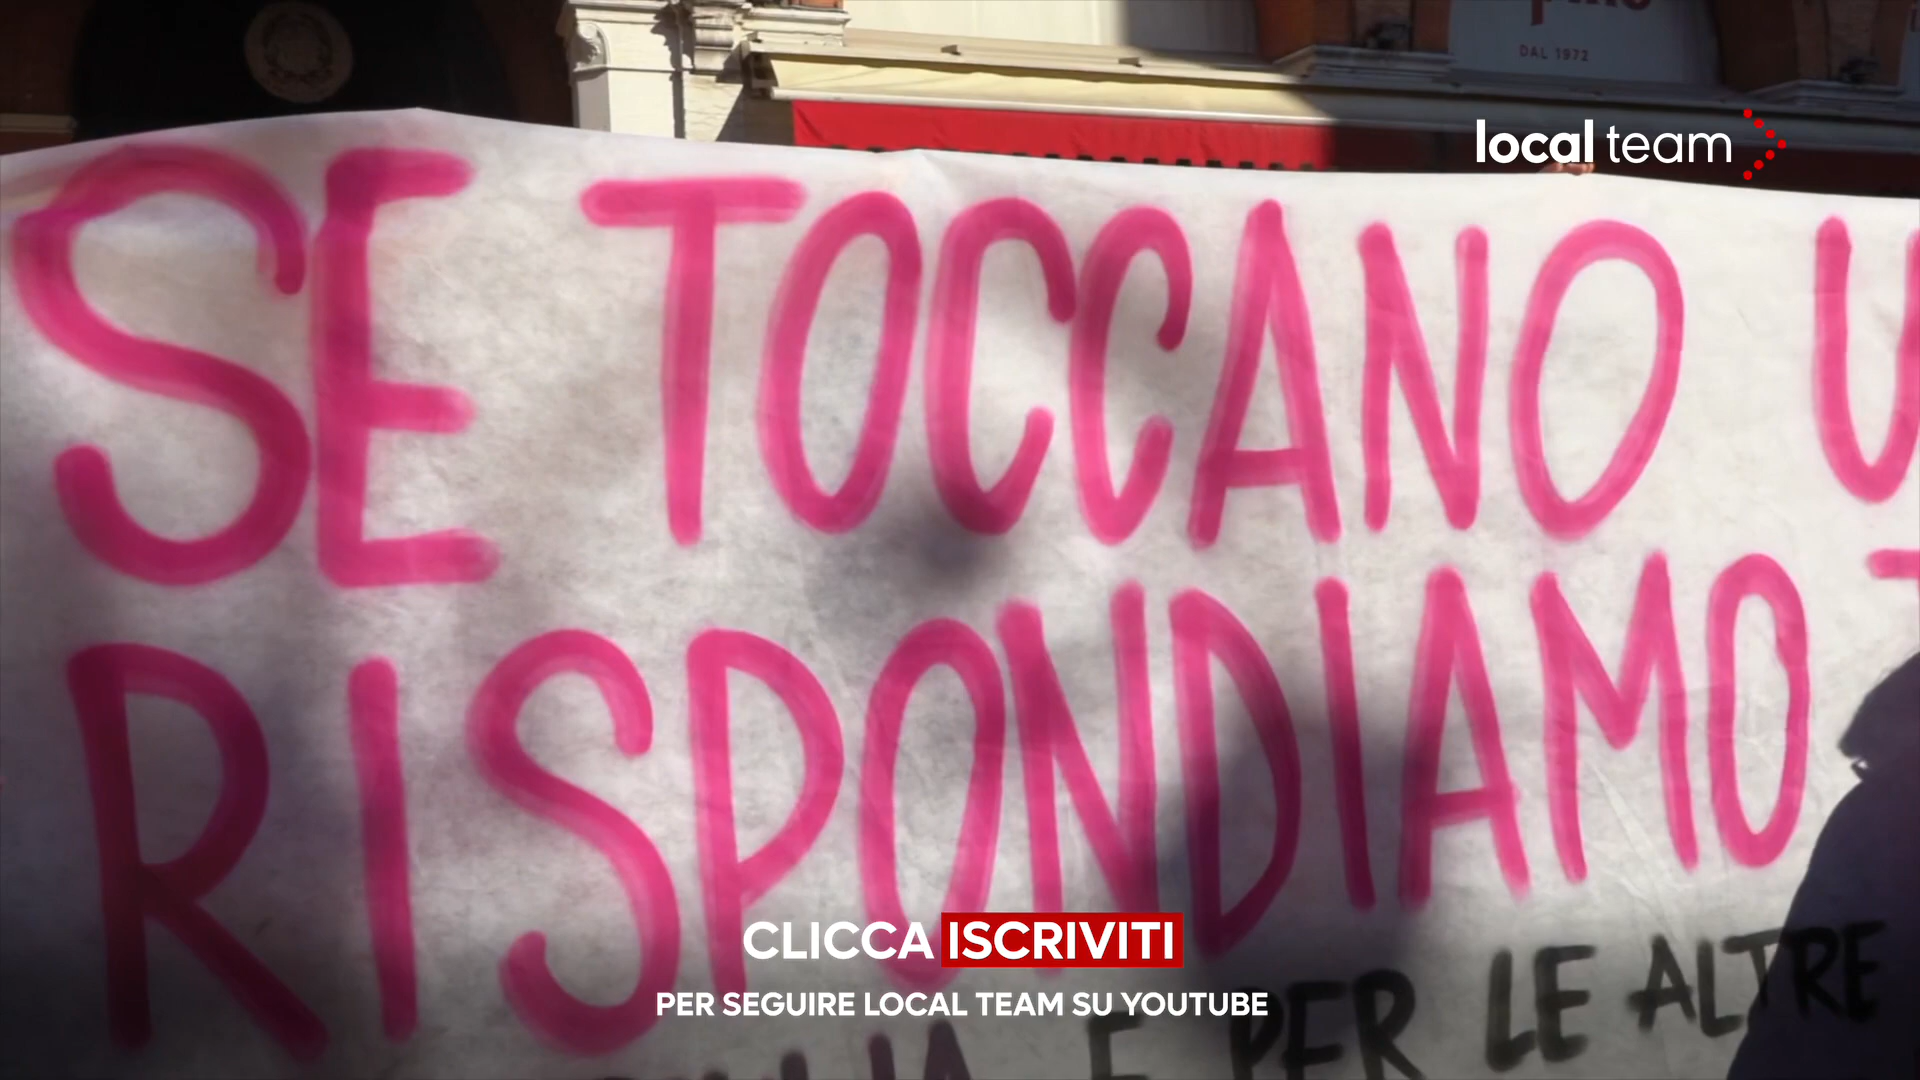 DAL 1972
local team
SE TOCCANO U
RISPONDIAMO T
CLICCA ISCRIVITI
PER SEGUIRE LOCAL TEAM SU YOUTUBE
E PER LE ALTRE